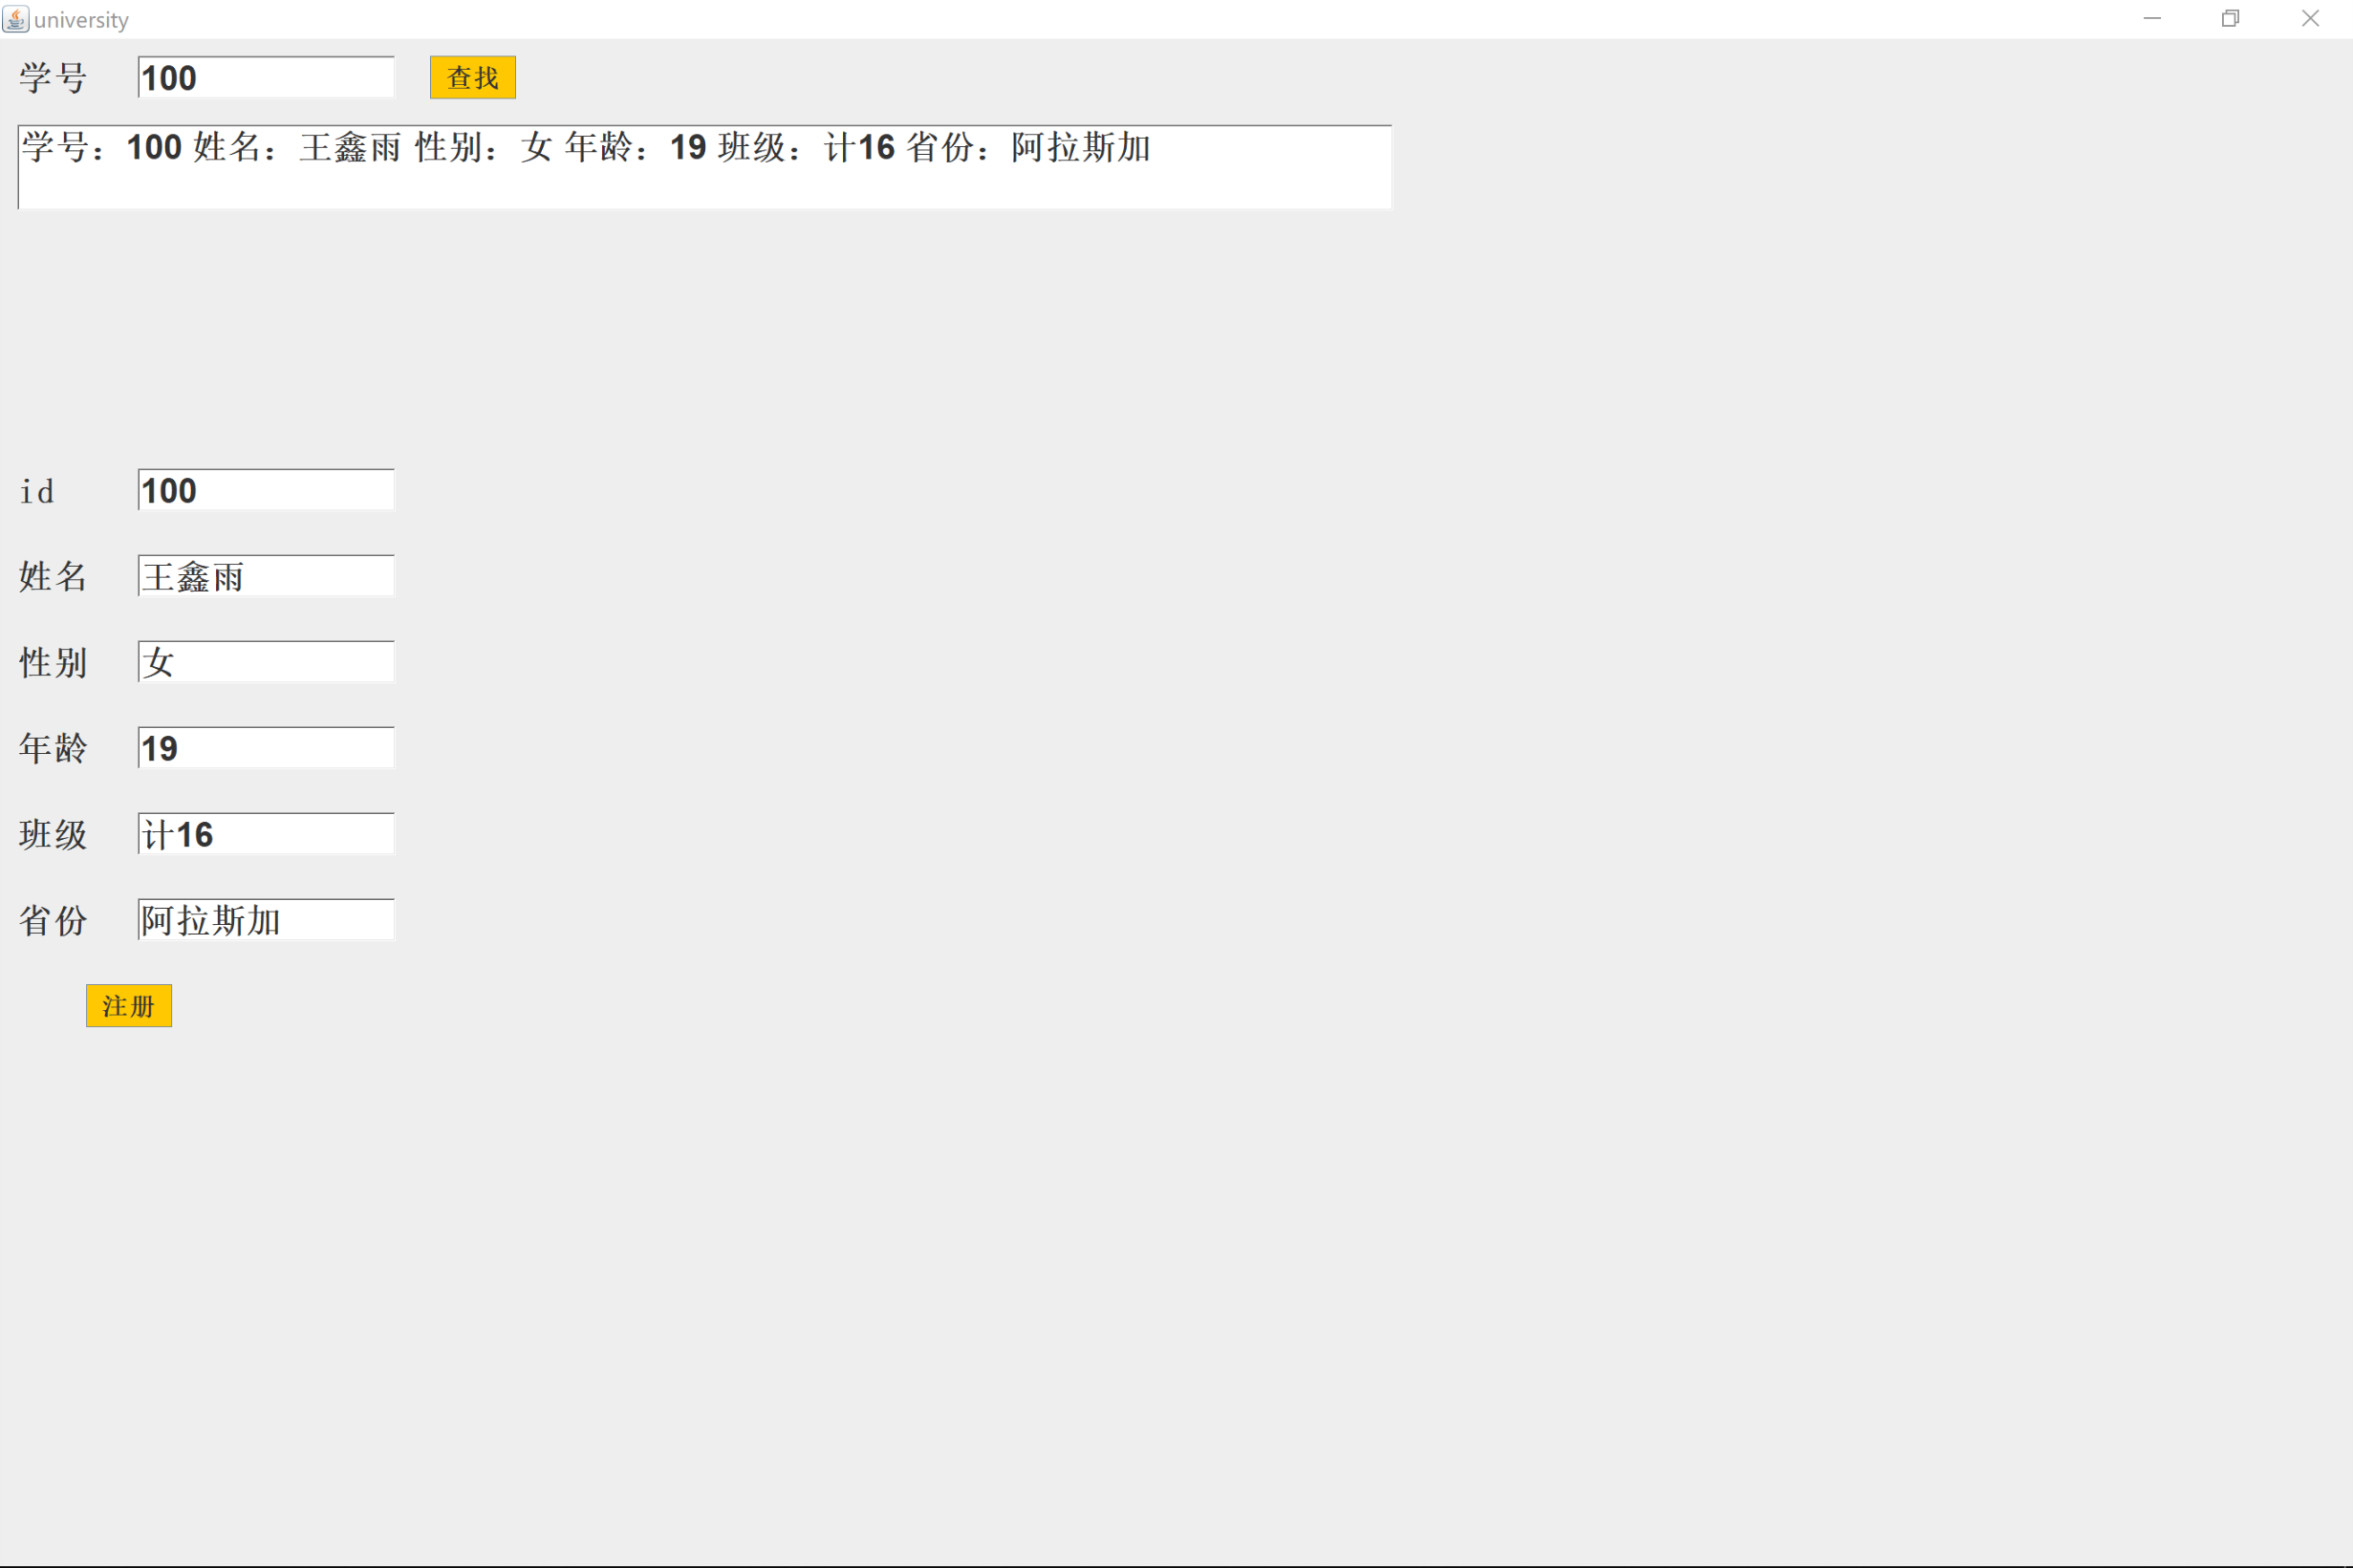 university
学号 100 查找
学号：100 姓名：王鑫雨 性别：女 年龄：19 班级：计16 省份：阿拉斯加
id 100
姓名 王鑫雨
性别 女
年龄 19
班级 计16
省份 阿拉斯加
注册